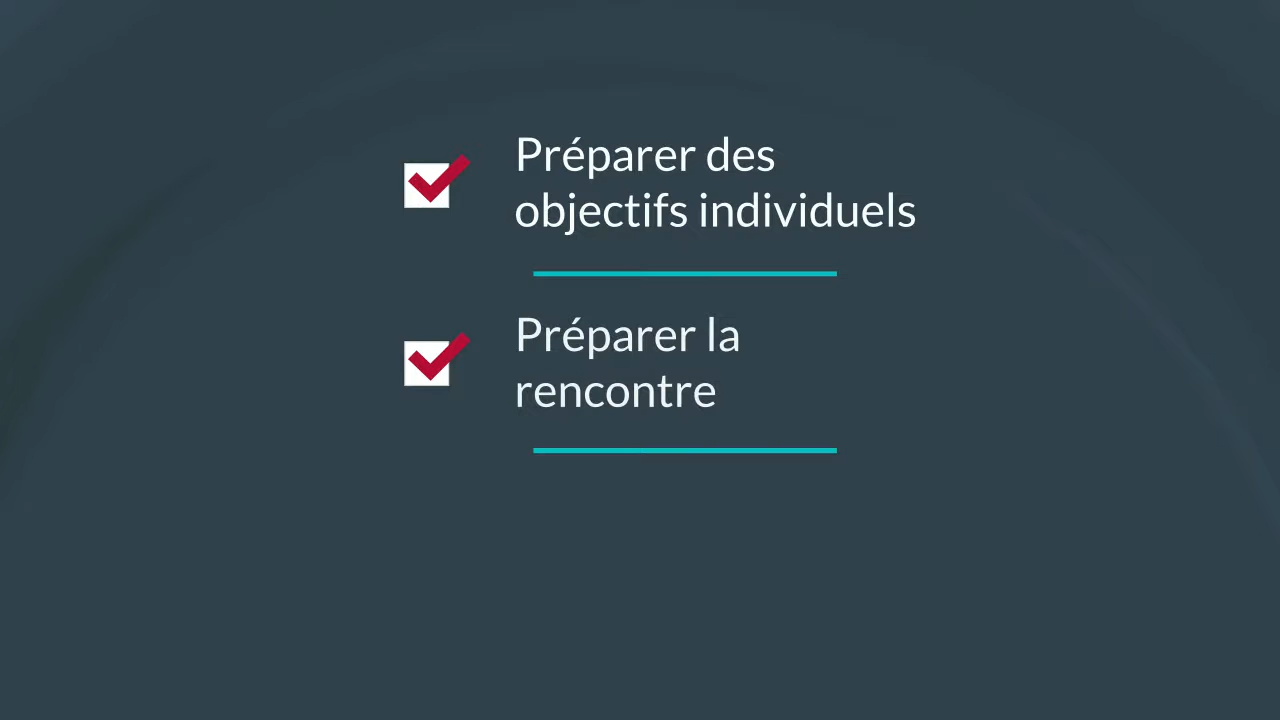 Préparer des
objectifs individuels
Préparer la
rencontre